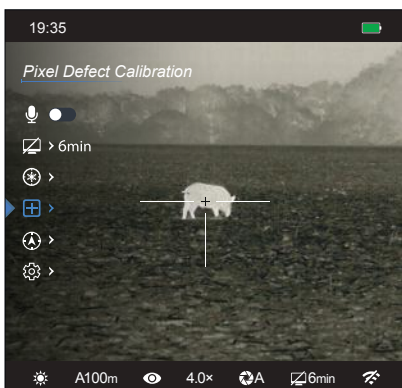 19:35
Pixel Defect Calibration
6min
A100m
4.0×
A
6min